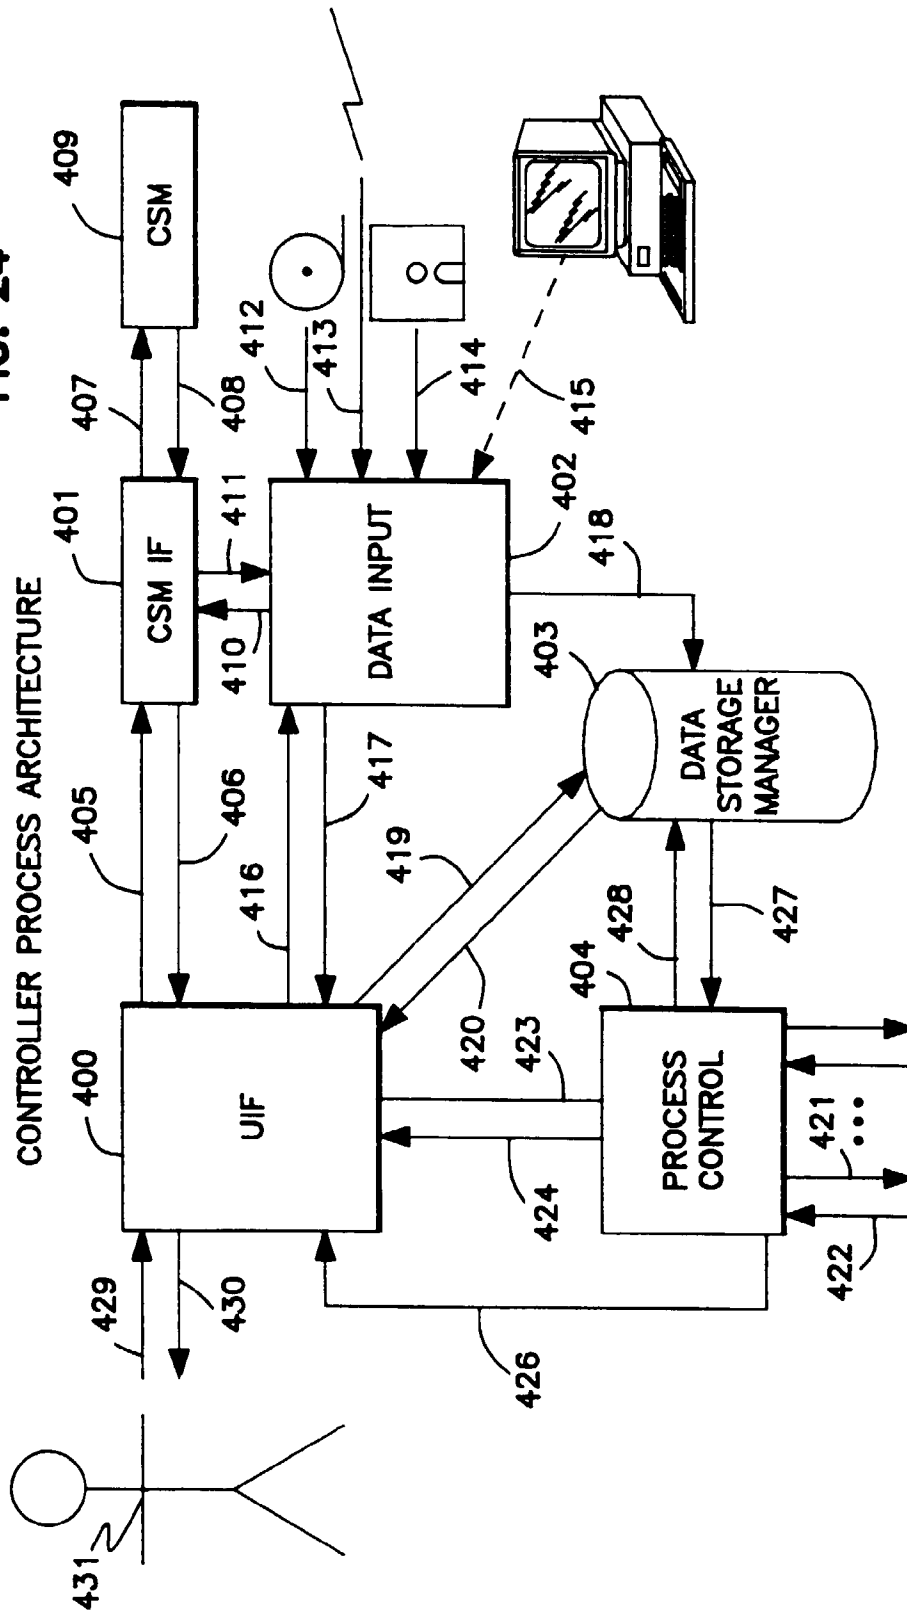 FIG. 24
CONTROLLER PROCESS ARCHITECTURE
431
429
400
405
401
407
409
CSM IF
CSM
430
UIF
406
410
411
408
416
412
413
417
DATA INPUT
419
414
420
426
424
423
403
402
415
404
428
418
PROCESS
CONTROL
DATA
STORAGE
MANAGER
427
422
421
•••